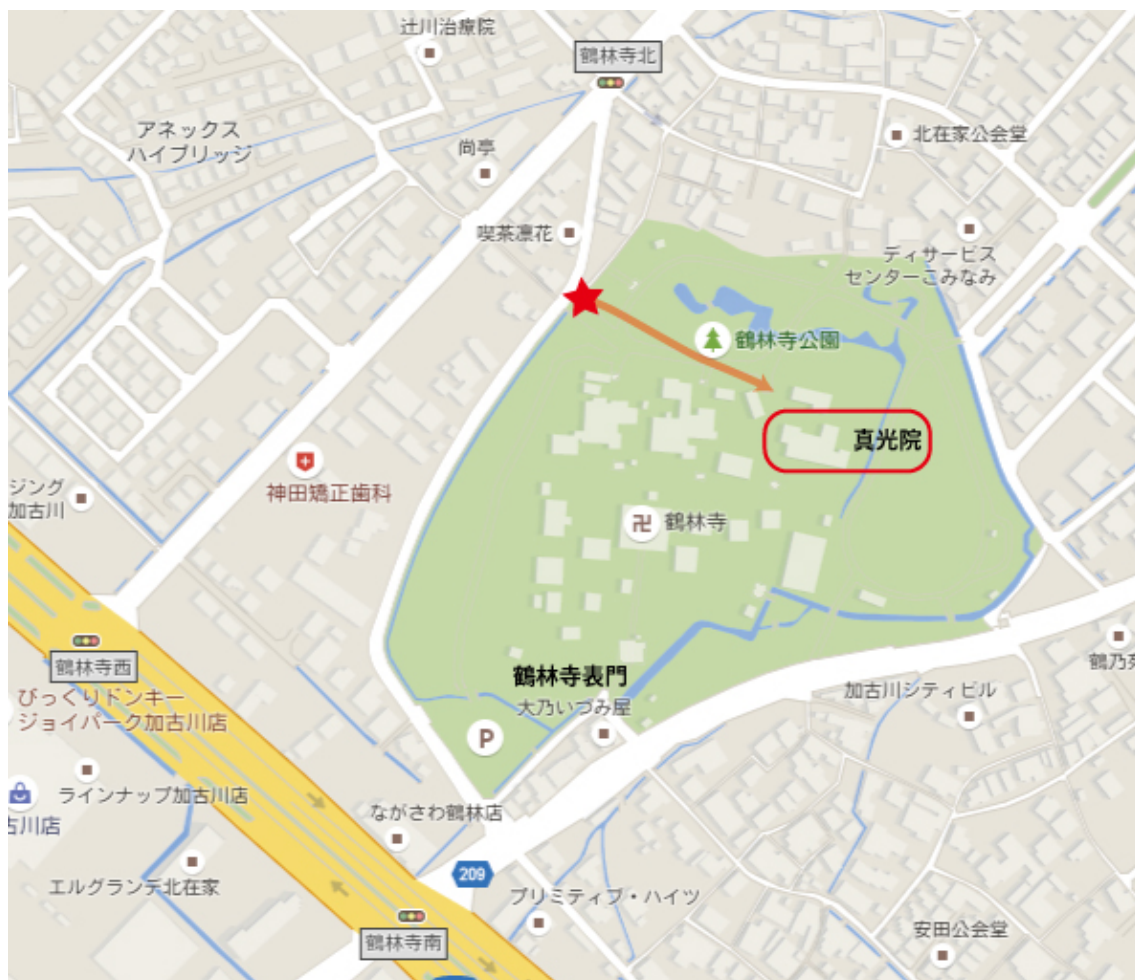 辻川治療院
鶴林寺北
アネックス
ハイブリッジ
尚亭
北在家公会堂
喫茶凛花
ディサービス
センターこみなみ
鶴林寺公園
真光院
神田矯正歯科
ジング
加古川
鶴林寺
鶴林寺西
鶴林寺表門
大乃いづみ屋
P
びっくりドンキー
ジョイパーク加古川店
加古川シティビル
鶴乃
ラインナップ加古川店
古川店
ながさわ鶴林店
209
エルグランデ北在家
プリミティブ・ハイツ
鶴林寺南
安田公会堂